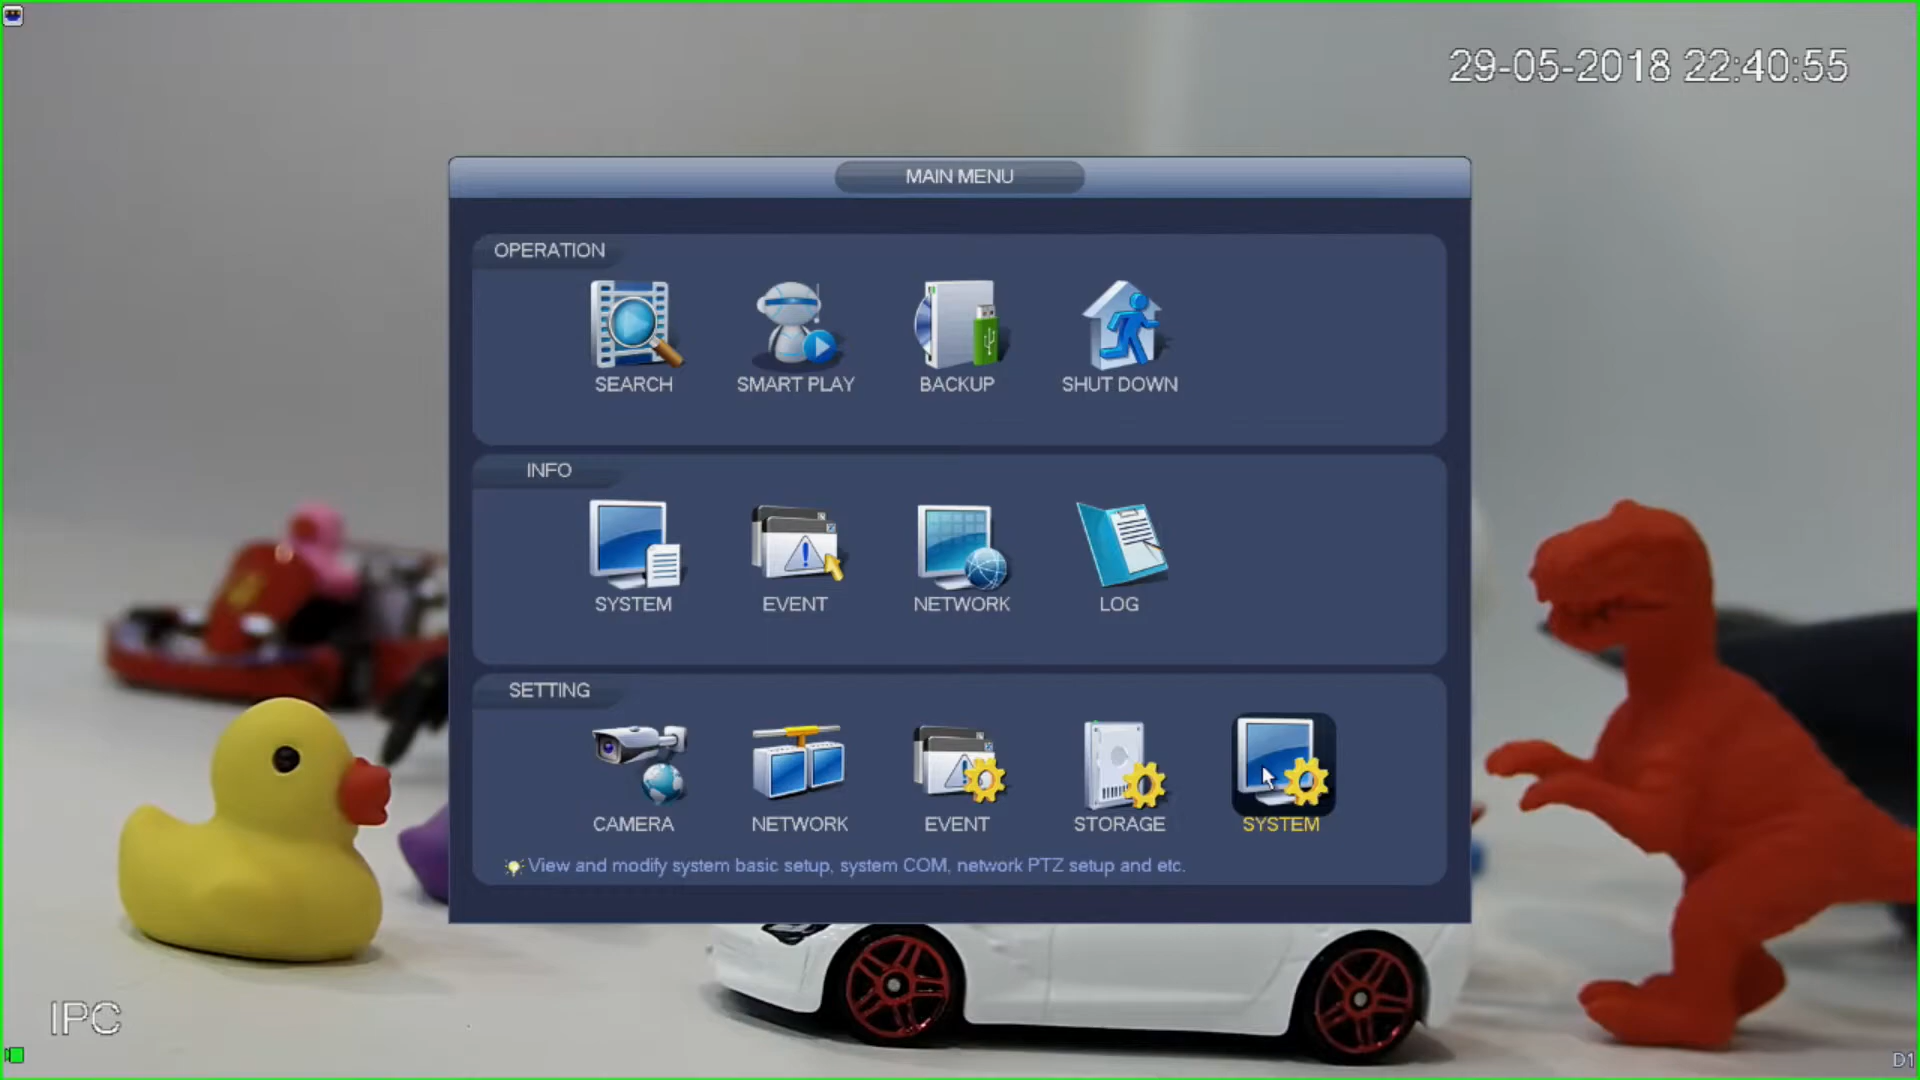 29-05-2018 22:40:55
MAIN MENU
OPERATION
SEARCH
SMART PLAY
BACKUP
SHUT DOWN
INFO
SYSTEM
EVENT
NETWORK
LOG
SETTING
CAMERA
NETWORK
EVENT
STORAGE
SYSTEM
View and modify system basic setup, system COM, network PTZ setup and etc.
IPC
D1